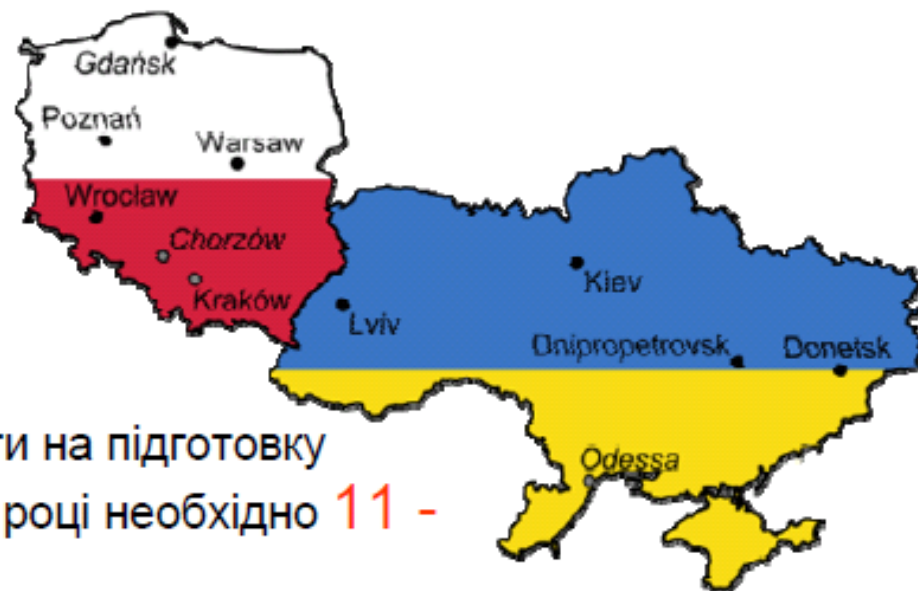 Gdańsk
Poznań
Warsaw
Wrocław
Chorzów
Kraków
Kiev
Lviv
Dnipropetrovsk
Donetsk
Odessa
ти на підготовку
році необхідно 11 -